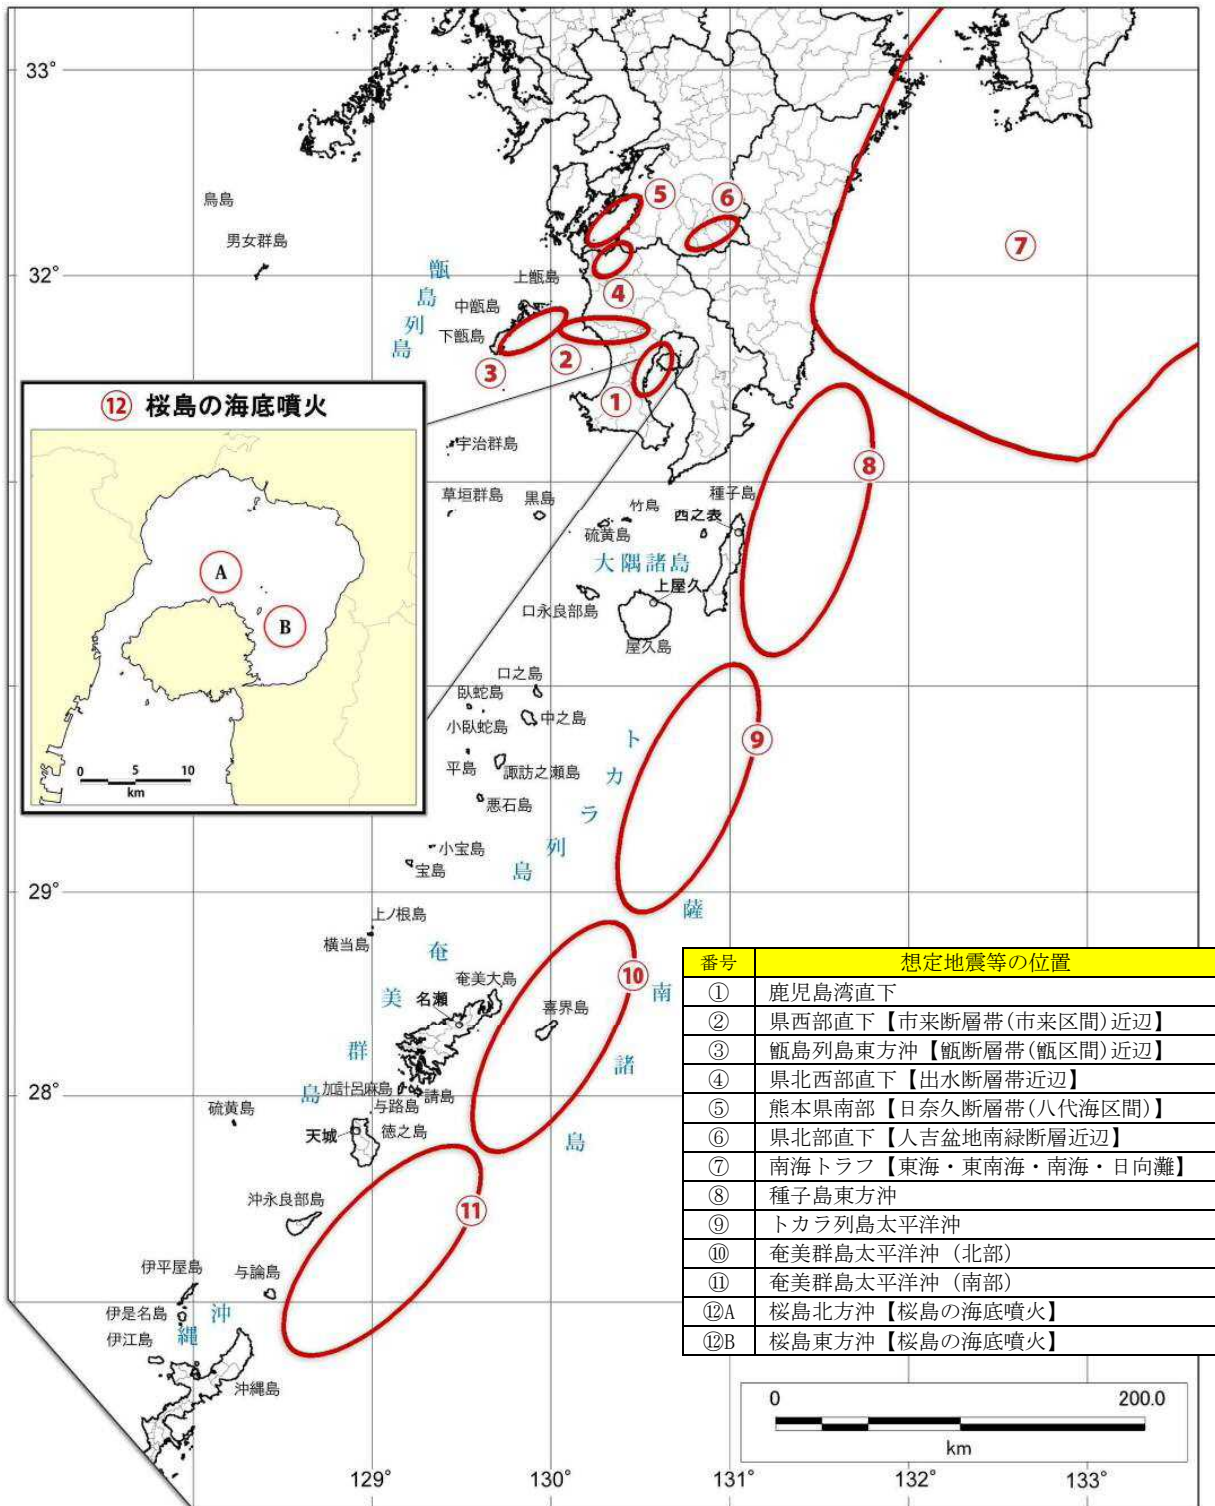 33°
32°
29°
28°
129°
130°
131°
132°
133°
鳥島
男女群島
甑島列島
上甑島
中甑島
下甑島
⑤
⑥
⑦
④
③
②
①
⑫ 桜島の海底噴火
A
B
0 5 10
km
宇治群島
草垣群島
黒島
竹島
硫黄島
種子島
西之表
⑧
大隅諸島
上屋久
口永良部島
屋久島
口之島
臥蛇島
小臥蛇島
中之島
平島
諏訪之瀬島
悪石島
小宝島
宝島
トカラ列島
⑨
上ノ根島
横当島
薩南諸島
奄美群島
奄美大島
名瀬
喜界島
⑩
加計呂麻島
請島
与路島
硫黄島
天城
徳之島
沖永良部島
⑪
伊平屋島
与論島
伊是名島
伊江島
沖縄
沖縄島
番号 想定地震等の位置
① 鹿児島湾直下
② 県西部直下【市来断層帯(市来区間)近辺】
③ 甑島列島東方沖【甑断層帯(甑区間)近辺】
④ 県北西部直下【出水断層帯近辺】
⑤ 熊本県南部【日奈久断層帯(八代海区間)】
⑥ 県北部直下【人吉盆地南緑断層近辺】
⑦ 南海トラフ【東海・東南海・南海・日向灘】
⑧ 種子島東方沖
⑨ トカラ列島太平洋沖
⑩ 奄美群島太平洋沖（北部）
⑪ 奄美群島太平洋沖（南部）
⑫A 桜島北方沖【桜島の海底噴火】
⑫B 桜島東方沖【桜島の海底噴火】
0 200.0
km